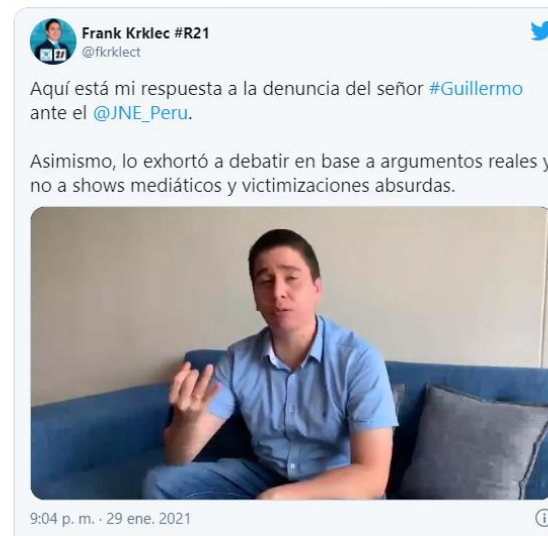 Frank Krklec #R21
@fkrklect
Aquí está mi respuesta a la denuncia del señor #Guillermo
ante el @JNE_Peru.
Asimismo, lo exhortó a debatir en base a argumentos reales y
no a shows mediáticos y victimizaciones absurdas.
9:04 p. m. · 29 ene. 2021